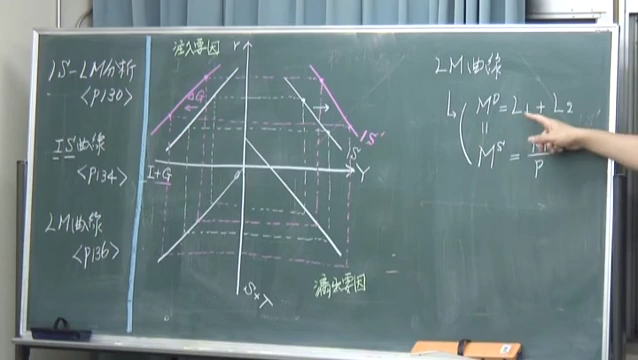 IS-LM分析
<P130>
IS曲線
<P134>
LM曲線
<P136>
注入要因
r
ΔG
IS'
IS
I+G
Y
S+T
漏出要因
LM曲線
M^D = L1 + L2
=
M^S =
P